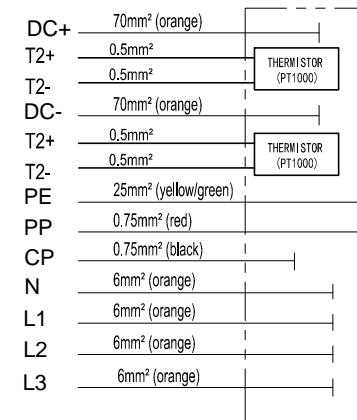 DC+ 70mm² (orange)
T2+ 0.5mm²
THERMISTOR
(PT1000)
T2- 0.5mm²
DC- 70mm² (orange)
T2+ 0.5mm²
THERMISTOR
(PT1000)
T2- 0.5mm²
PE 25mm² (yellow/green)
PP 0.75mm² (red)
CP 0.75mm² (black)
N 6mm² (orange)
L1 6mm² (orange)
L2 6mm² (orange)
L3 6mm² (orange)